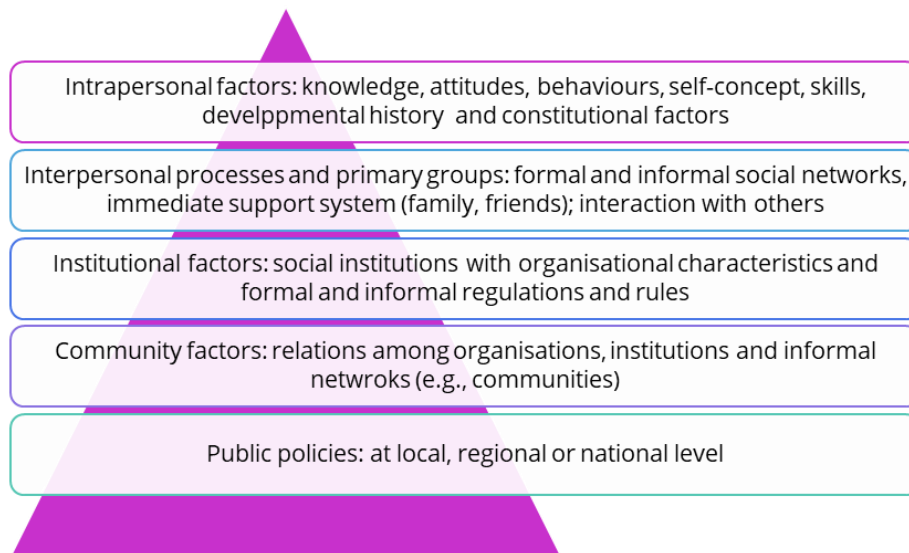 Intrapersonal factors: knowledge, attitudes, behaviours, self-concept, skills,
develppmental history and constitutional factors
Interpersonal processes and primary groups: formal and informal social networks,
immediate support system (family, friends); interaction with others
Institutional factors: social institutions with organisational characteristics and
formal and informal regulations and rules
Community factors: relations among organisations, institutions and informal
netwroks (e.g., communities)
Public policies: at local, regional or national level